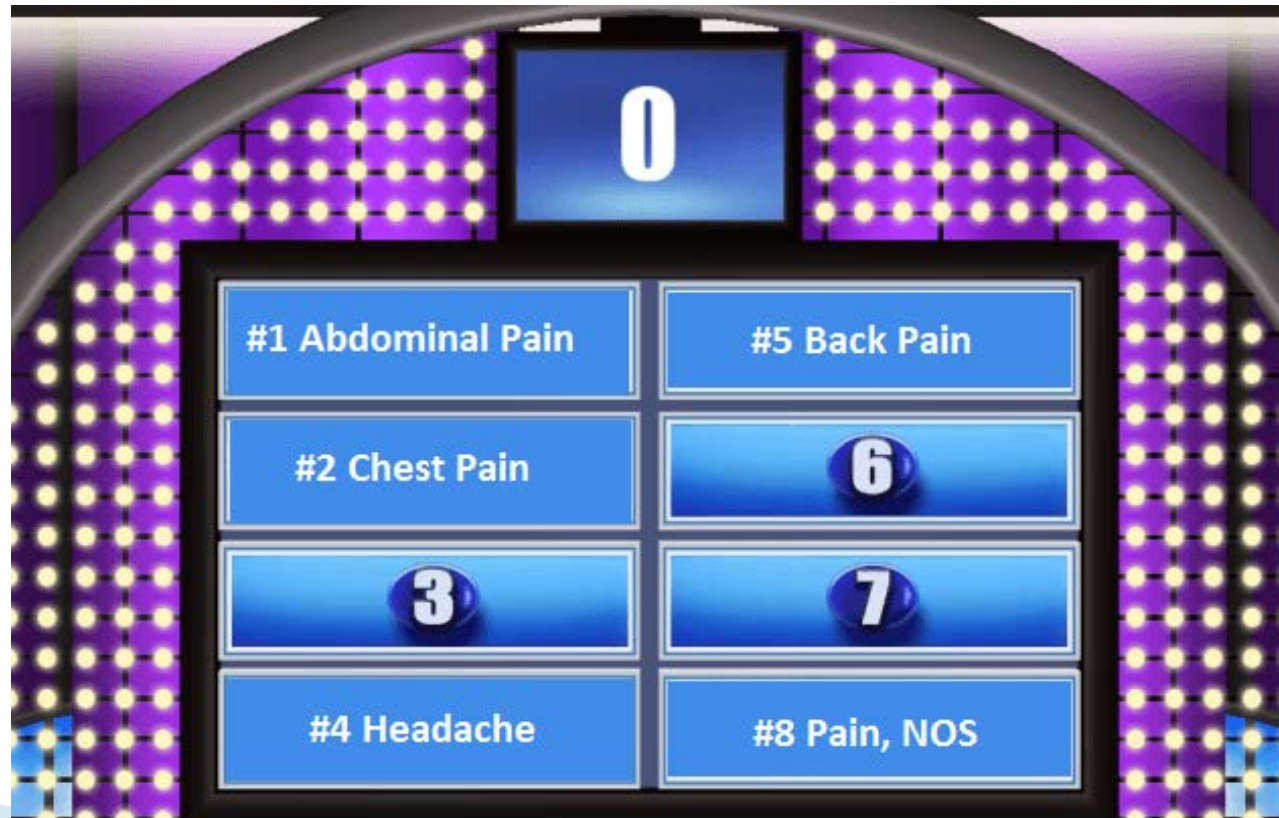 0
#1 Abdominal Pain
#5 Back Pain
#2 Chest Pain
6
3
7
#4 Headache
#8 Pain, NOS